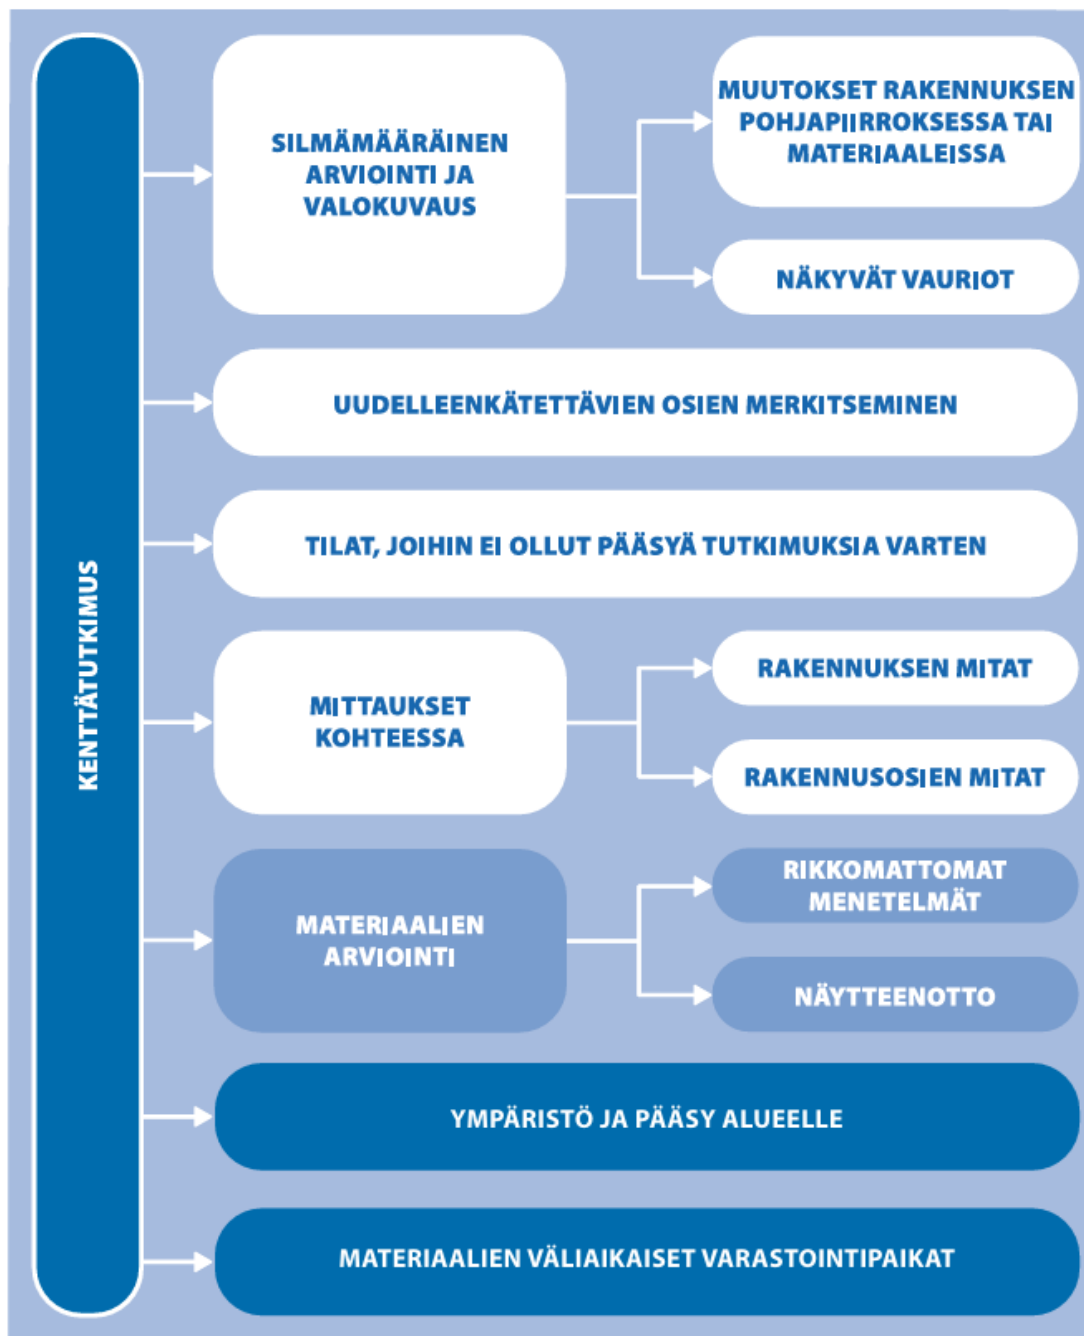 KENTTÄTUTKIMUS
SILMÄMÄÄRÄINEN
ARVIOINTI JA
VALOKUVAUS
MUUTOKSET RAKENNUKSEN
POHJAPIIRROKSESSA TAI
MATERIAALEISSA
NÄKYVÄT VAURIOT
UUDELLEENKÄTETTÄVIEN OSIEN MERKITSEMINEN
TILAT, JOIHIN EI OLLUT PÄÄSYÄ TUTKIMUKSIA VARTEN
MITTAUKSET
KOHTEESSA
RAKENNUKSEN MITAT
RAKENNUSOSIEN MITAT
MATERIAALIEN
ARVIOINTI
RIKKOMATTOMAT
MENETELMÄT
NÄYTTEENOTTO
YMPÄRISTÖ JA PÄÄSY ALUEELLE
MATERIAALIEN VÄLIAIKAISET VARASTOINTIPAIKAT